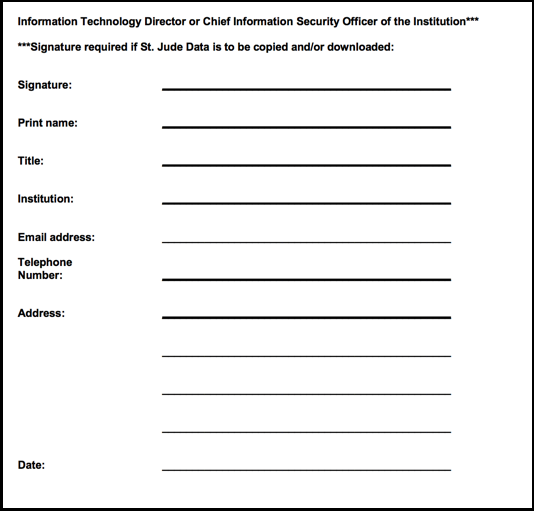 Information Technology Director or Chief Information Security Officer of the Institution***
***Signature required if St. Jude Data is to be copied and/or downloaded:
Signature:
Print name:
Title:
Institution:
Email address:
Telephone
Number:
Address:
Date: